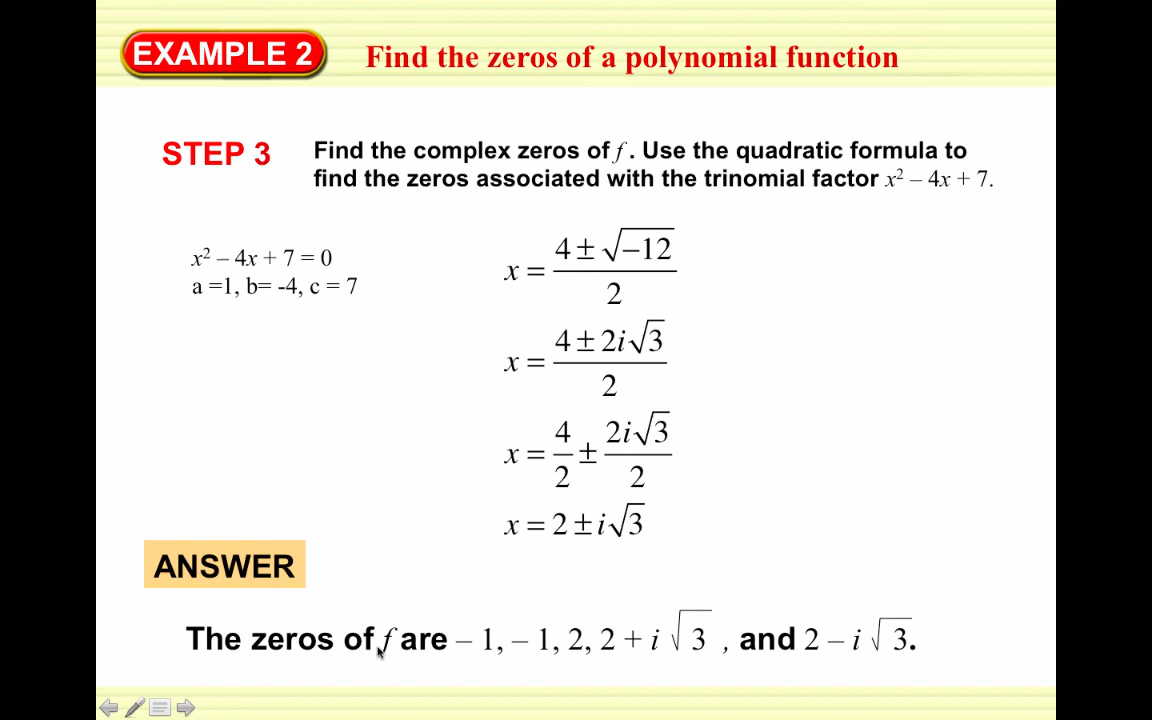 EXAMPLE 2
Find the zeros of a polynomial function
STEP 3
Find the complex zeros of f . Use the quadratic formula to
find the zeros associated with the trinomial factor x² – 4x + 7.
x² – 4x + 7 = 0
a =1, b= -4, c = 7
x = (4 ± √–12) / 2
x = (4 ± 2i√3) / 2
x = 4/2 ± 2i√3 / 2
x = 2 ± i√3
ANSWER
The zeros of f are – 1, – 1, 2, 2 + i √3 , and 2 – i √3.